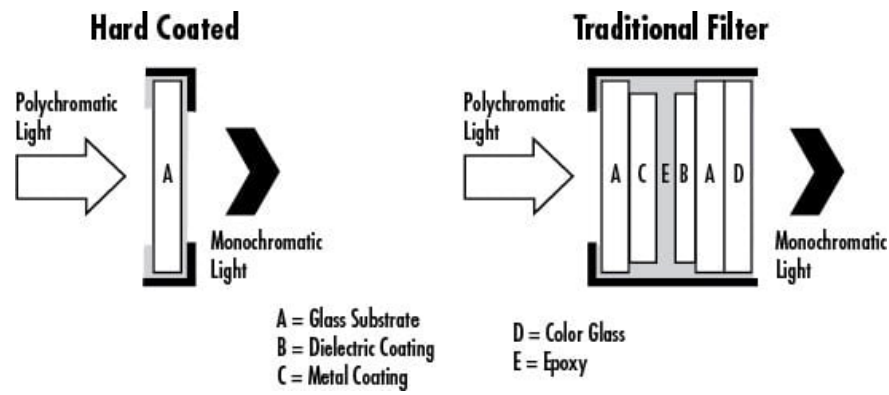 Hard Coated
Traditional Filter
Polychromatic
Light
A
Monochromatic
Light
Polychromatic
Light
A C E B A D
Monochromatic
Light
A = Glass Substrate
B = Dielectric Coating
C = Metal Coating
D = Color Glass
E = Epoxy